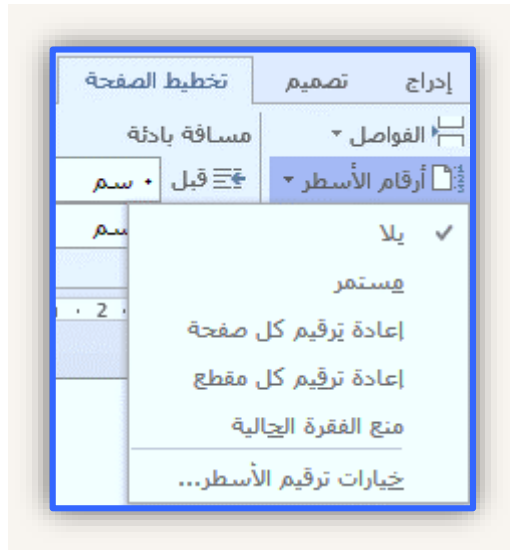 إدراج تصميم تخطيط الصفحة
الفواصل مسافة بادئة
أرقام الأسطر قبل ٠ سم
بلا سم
مستمر
2
إعادة ترقيم كل صفحة
إعادة ترقيم كل مقطع
منع الفقرة الحالية
خيارات ترقيم الأسطر...